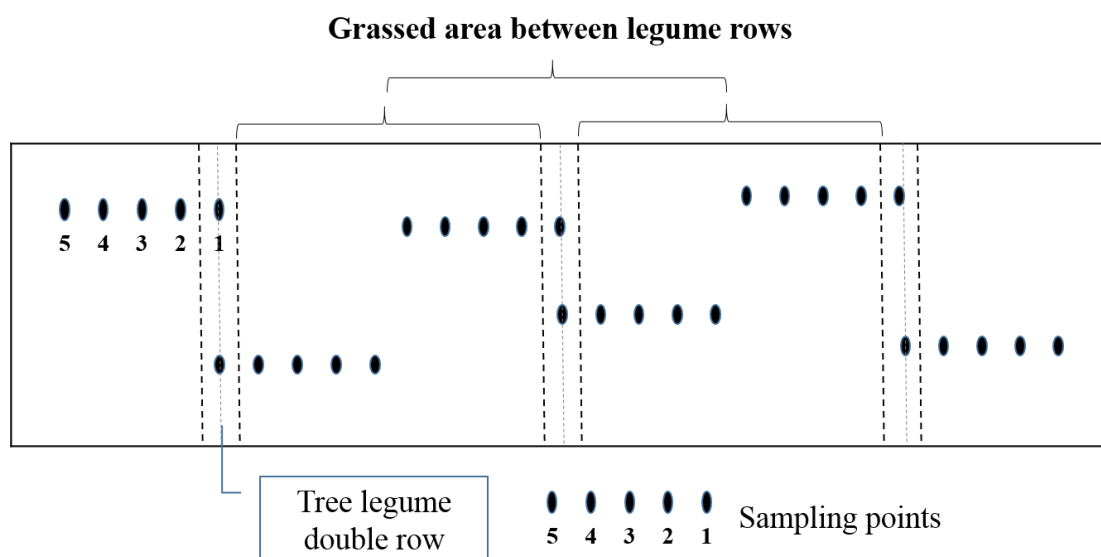 Grassed area between legume rows
5 4 3 2 1
Tree legume
double row
Sampling points
5 4 3 2 1